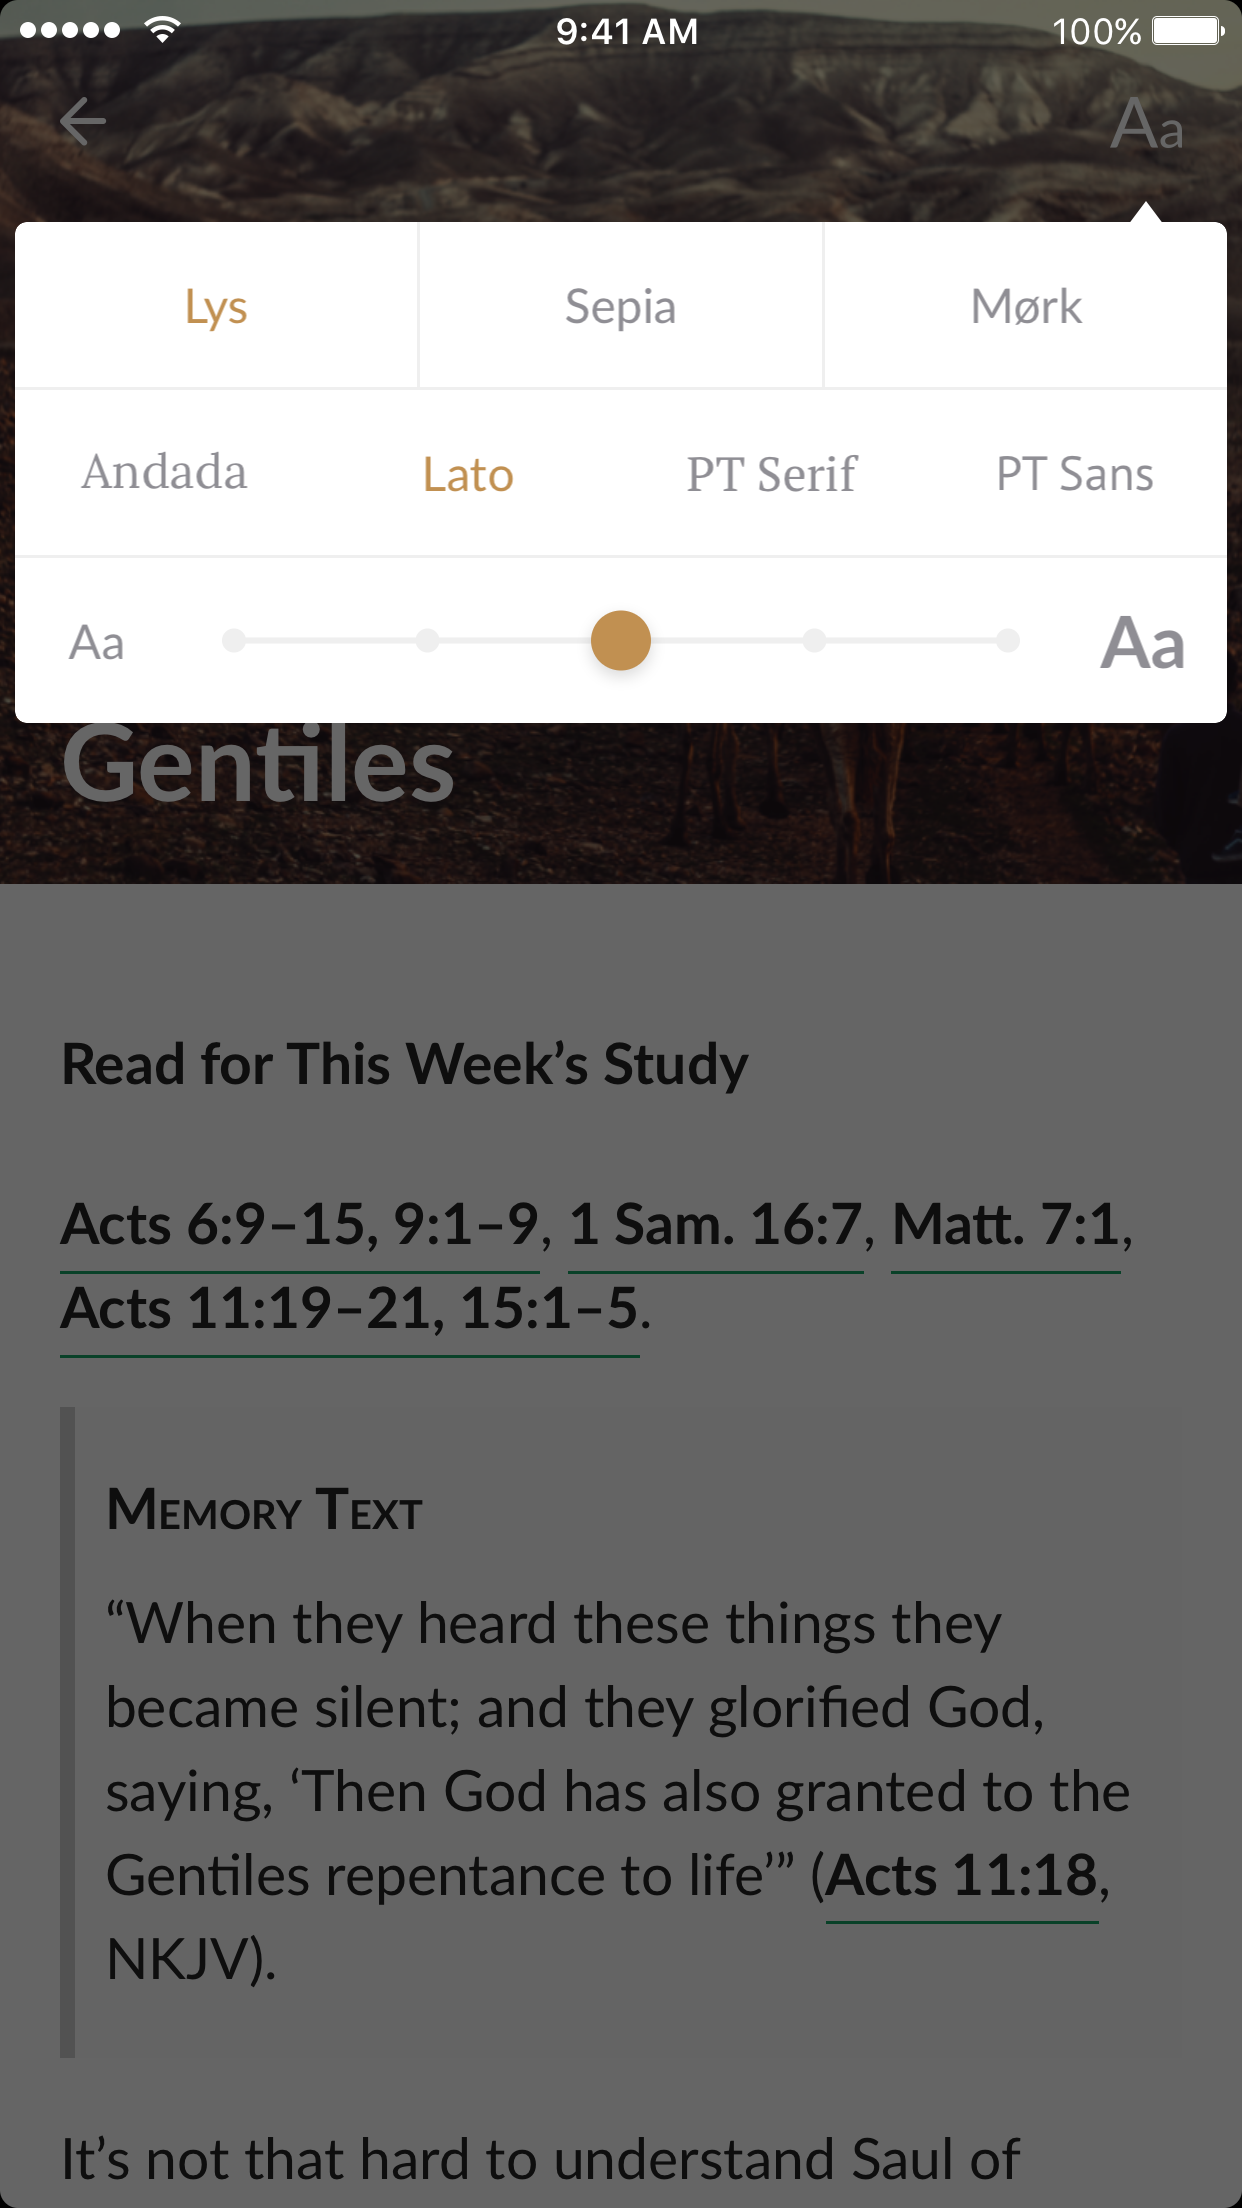 9:41 AM
100%
Aa
Lys
Sepia
Mørk
Andada
Lato
PT Serif
PT Sans
Aa
Aa
Gentiles
Read for This Week’s Study
Acts 6:9–15, 9:1–9, 1 Sam. 16:7, Matt. 7:1,
Acts 11:19–21, 15:1–5.
Memory Text
“When they heard these things they
became silent; and they glorified God,
saying, ‘Then God has also granted to the
Gentiles repentance to life’” (Acts 11:18,
NKJV).
It’s not that hard to understand Saul of